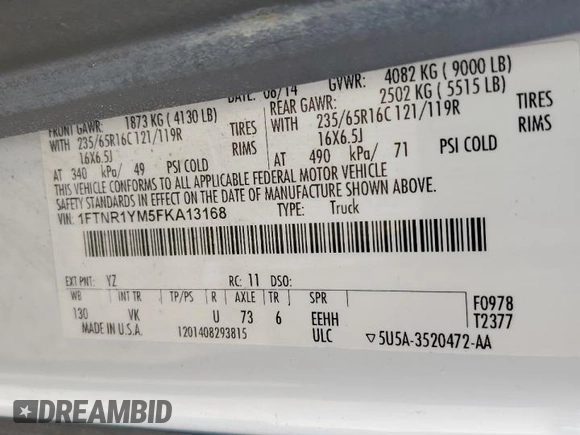 DATE: 08/14 GVWR: 4082 KG ( 9000 LB)
FRONT GAWR: 1873 KG ( 4130 LB) REAR GAWR: 2502 KG ( 5515 LB)
WITH 235/65R16C 121/119R TIRES WITH 235/65R16C 121/119R TIRES
16X6.5J RIMS 16X6.5J RIMS
AT 340 kPa/ 49 PSI COLD AT 490 kPa/ 71 PSI COLD
THIS VEHICLE CONFORMS TO ALL APPLICABLE FEDERAL MOTOR VEHICLE
SAFETY STANDARDS IN EFFECT ON THE DATE OF MANUFACTURE SHOWN ABOVE.
VIN: 1FTNR1YM5FKA13168 TYPE: Truck
EXT PNT: YZ RC: 11 DSO:
WB INT TR TP/PS R AXLE TR SPR F0978
130 VK U 73 6 EEHH T2377
MADE IN U.S.A. 1201408293815 ULC ▽5U5A-3520472-AA
DREAMBID